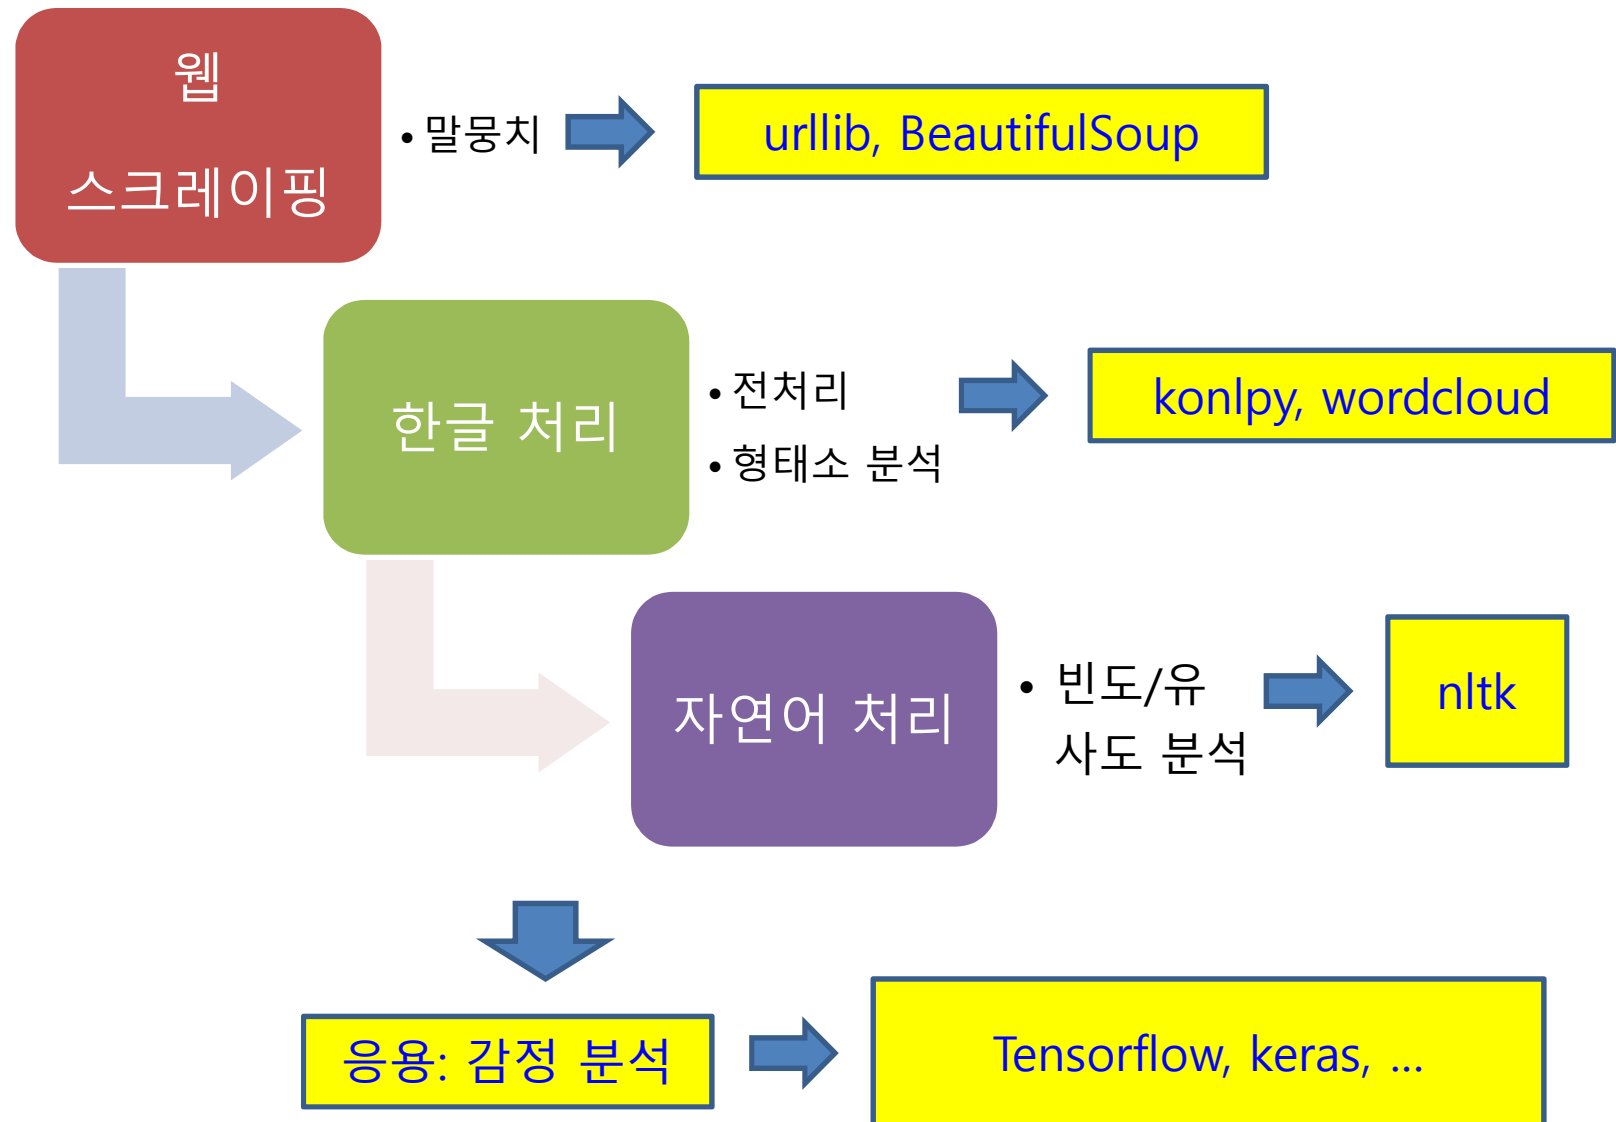 웹
스크레이핑
• 말뭉치
urllib, BeautifulSoup
한글 처리
• 전처리
• 형태소 분석
konlpy, wordcloud
자연어 처리
• 빈도/유
사도 분석
nltk
응용: 감정 분석
Tensorflow, keras, ...